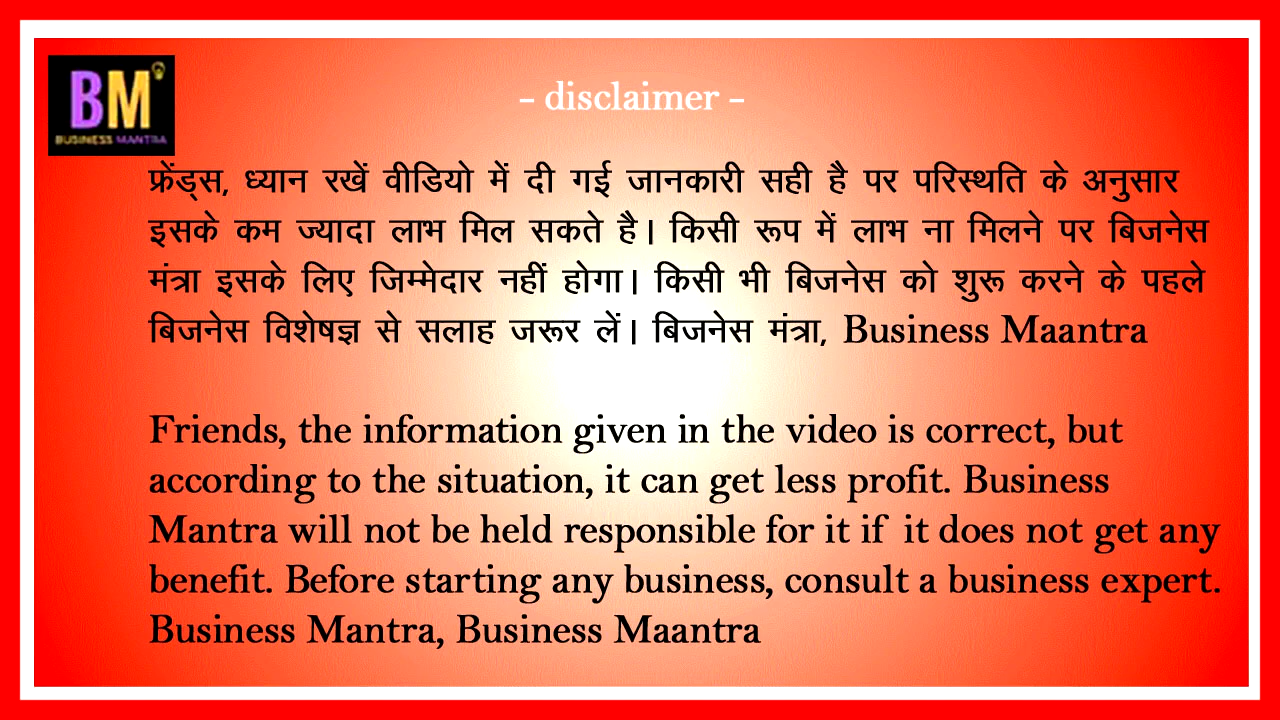 BM
BUSINESS MANTRA
- disclaimer -
फ्रेंड्स, ध्यान रखें वीडियो में दी गई जानकारी सही है पर परिस्थति के अनुसार
इसके कम ज्यादा लाभ मिल सकते है। किसी रूप में लाभ ना मिलने पर बिजनेस
मंत्रा इसके लिए जिम्मेदार नहीं होगा। किसी भी बिजनेस को शुरू करने के पहले
बिजनेस विशेषज्ञ से सलाह जरूर लें। बिजनेस मंत्रा, Business Maantra
Friends, the information given in the video is correct, but
according to the situation, it can get less profit. Business
Mantra will not be held responsible for it if it does not get any
benefit. Before starting any business, consult a business expert.
Business Mantra, Business Maantra